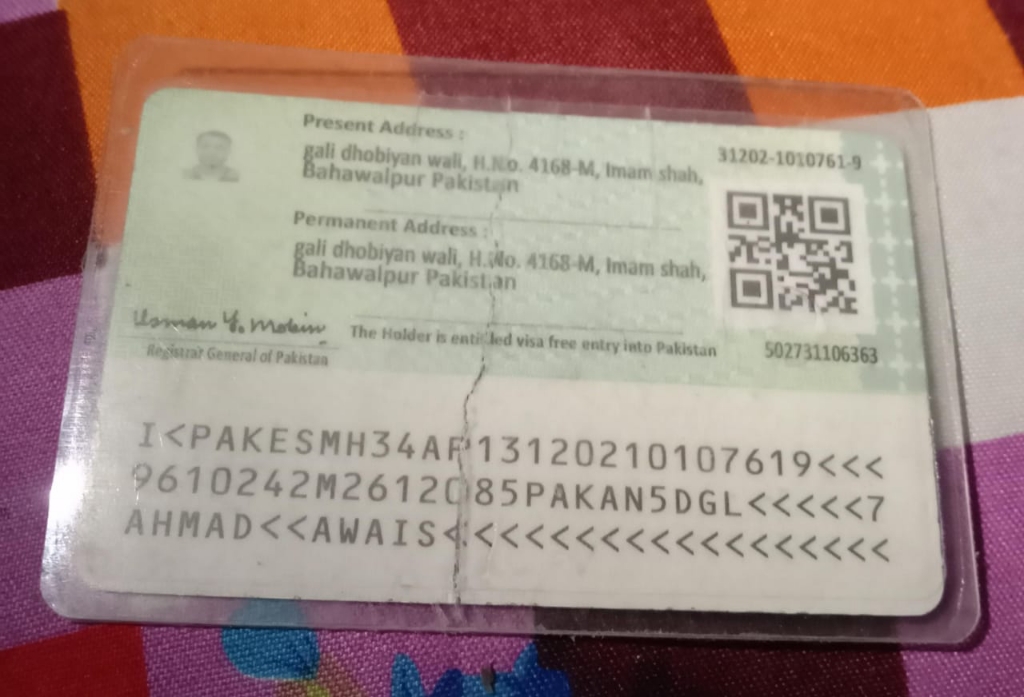 Present Address :
gali dhobiyan wali, H.No. 4168-M, Imam shah,
Bahawalpur Pakistan
31202-1010761-9
Permanent Address :
gali dhobiyan wali, H.No. 4168-M, Imam shah,
Bahawalpur Pakistan
Usman Y. Mobin
Registrar General of Pakistan
The Holder is entitled visa free entry into Pakistan
502731106363
9610242M2612085PAKAN5DGL<<<<<7
AHMAD<<AWAIS<<<<<<<<<<<<<<<<<<